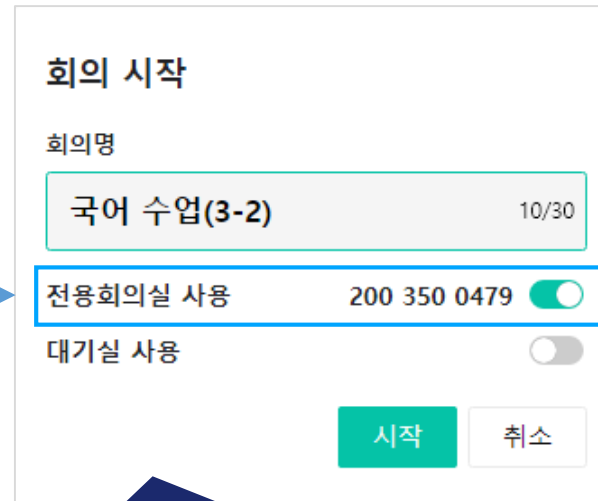 회의 시작
회의명
국어 수업(3-2) 10/30
전용회의실 사용 200 350 0479
대기실 사용
시작 취소